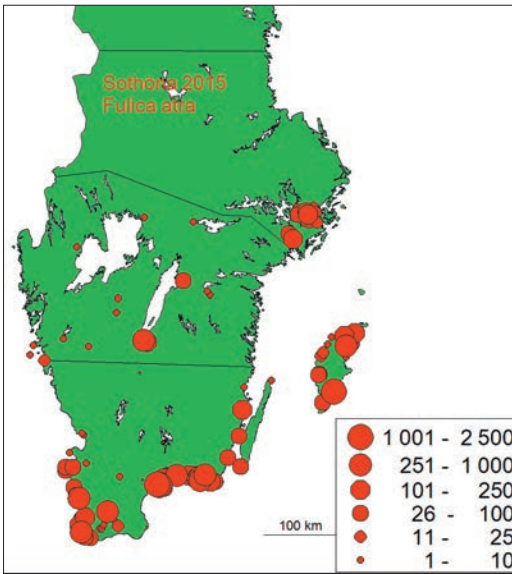 Sothöna 2015
Fulica atra
1 001 - 2 500
251 - 1 000
101 - 250
26 - 100
11 - 25
1 - 10
100 km